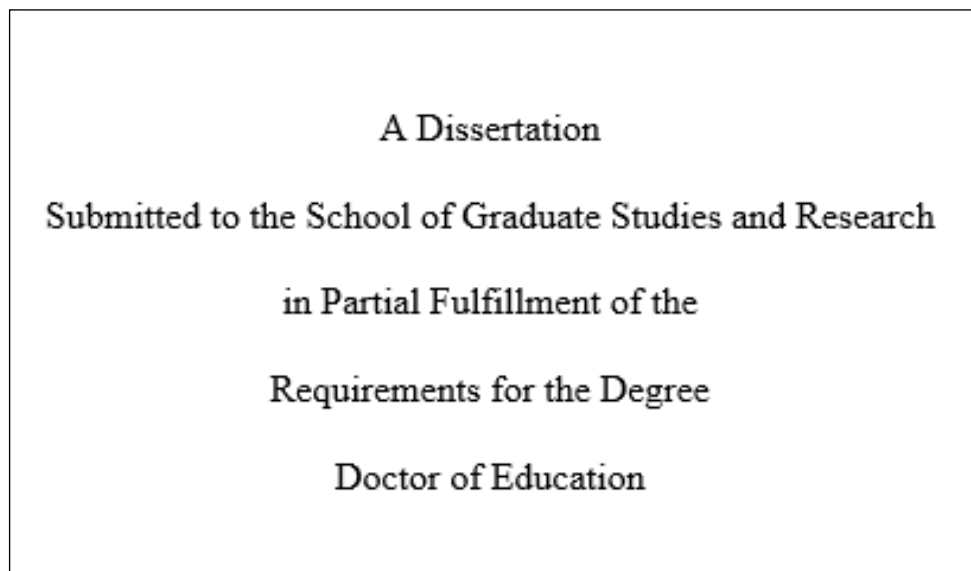 A Dissertation
Submitted to the School of Graduate Studies and Research
in Partial Fulfillment of the
Requirements for the Degree
Doctor of Education